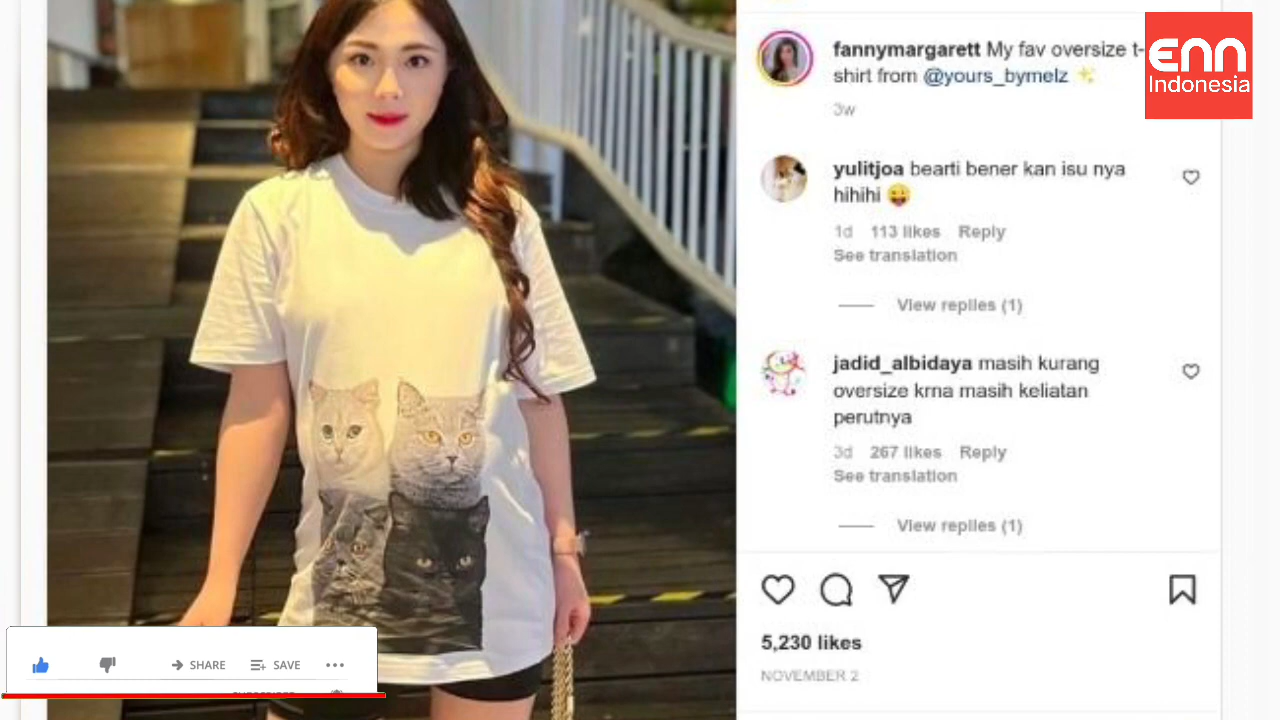 fannymargarett My fav oversize t-
shirt from @yours_bymelz ✨
3w
ENN
Indonesia
yulitjoa bearti bener kan isu nya
hihihi 😜
1d 113 likes Reply
See translation
View replies (1)
jadid_albidaya masih kurang
oversize krna masih keliatan
perutnya
3d 267 likes Reply
See translation
View replies (1)
5,230 likes
NOVEMBER 2
SHARE SAVE